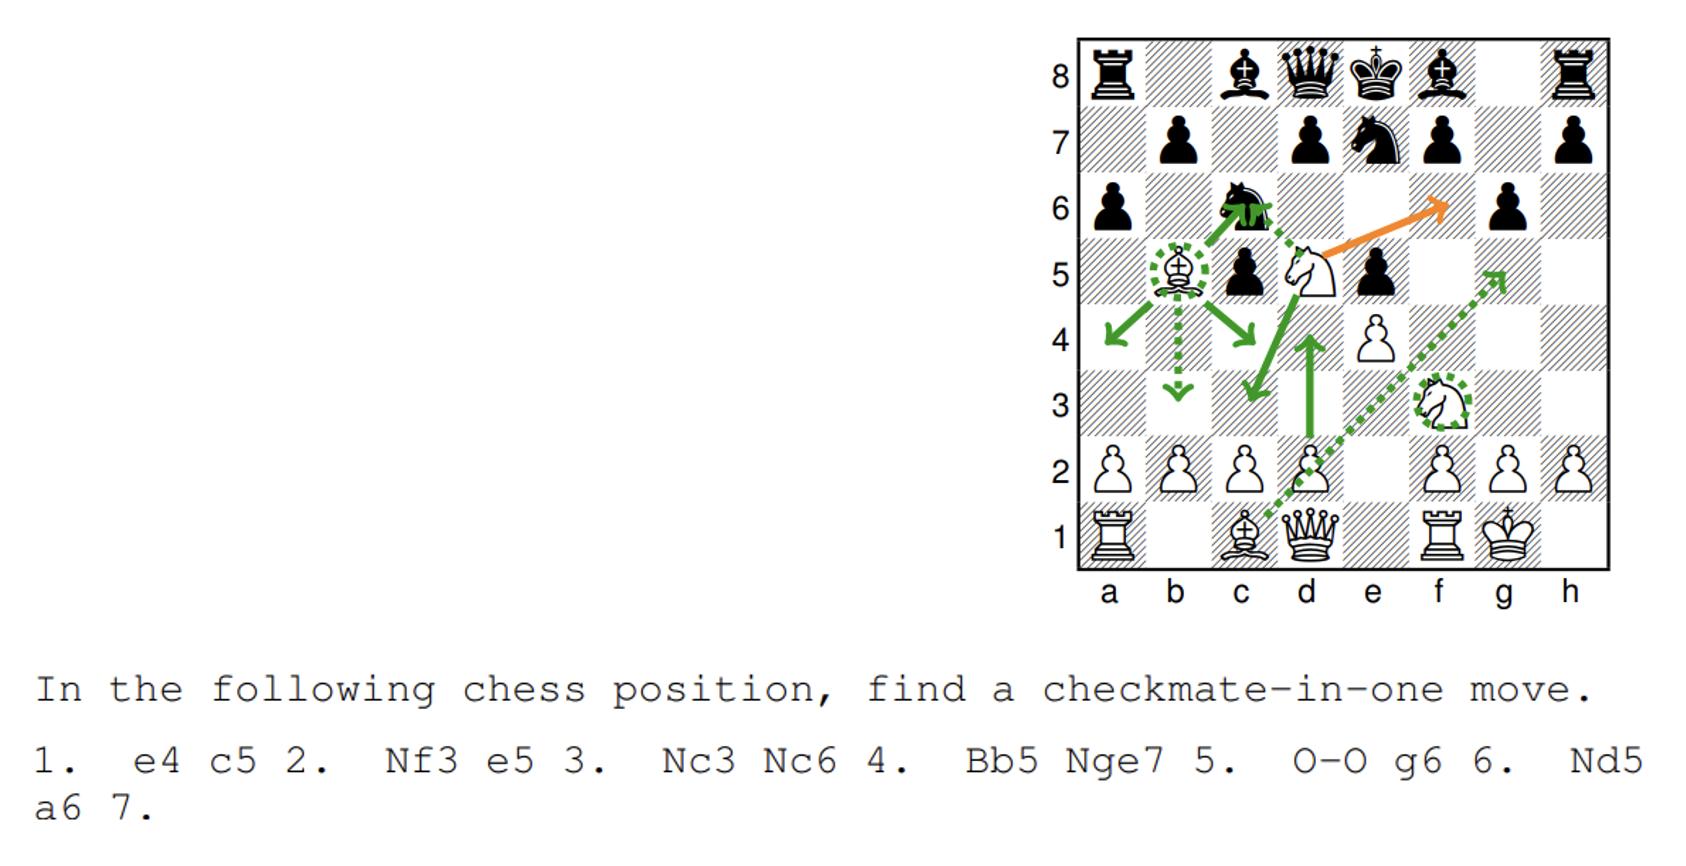 8
7
6
5
4
3
2
1
a b c d e f g h
In the following chess position, find a checkmate-in-one move.
1. e4 c5 2. Nf3 e5 3. Nc3 Nc6 4. Bb5 Nge7 5. O-O g6 6. Nd5
a6 7.